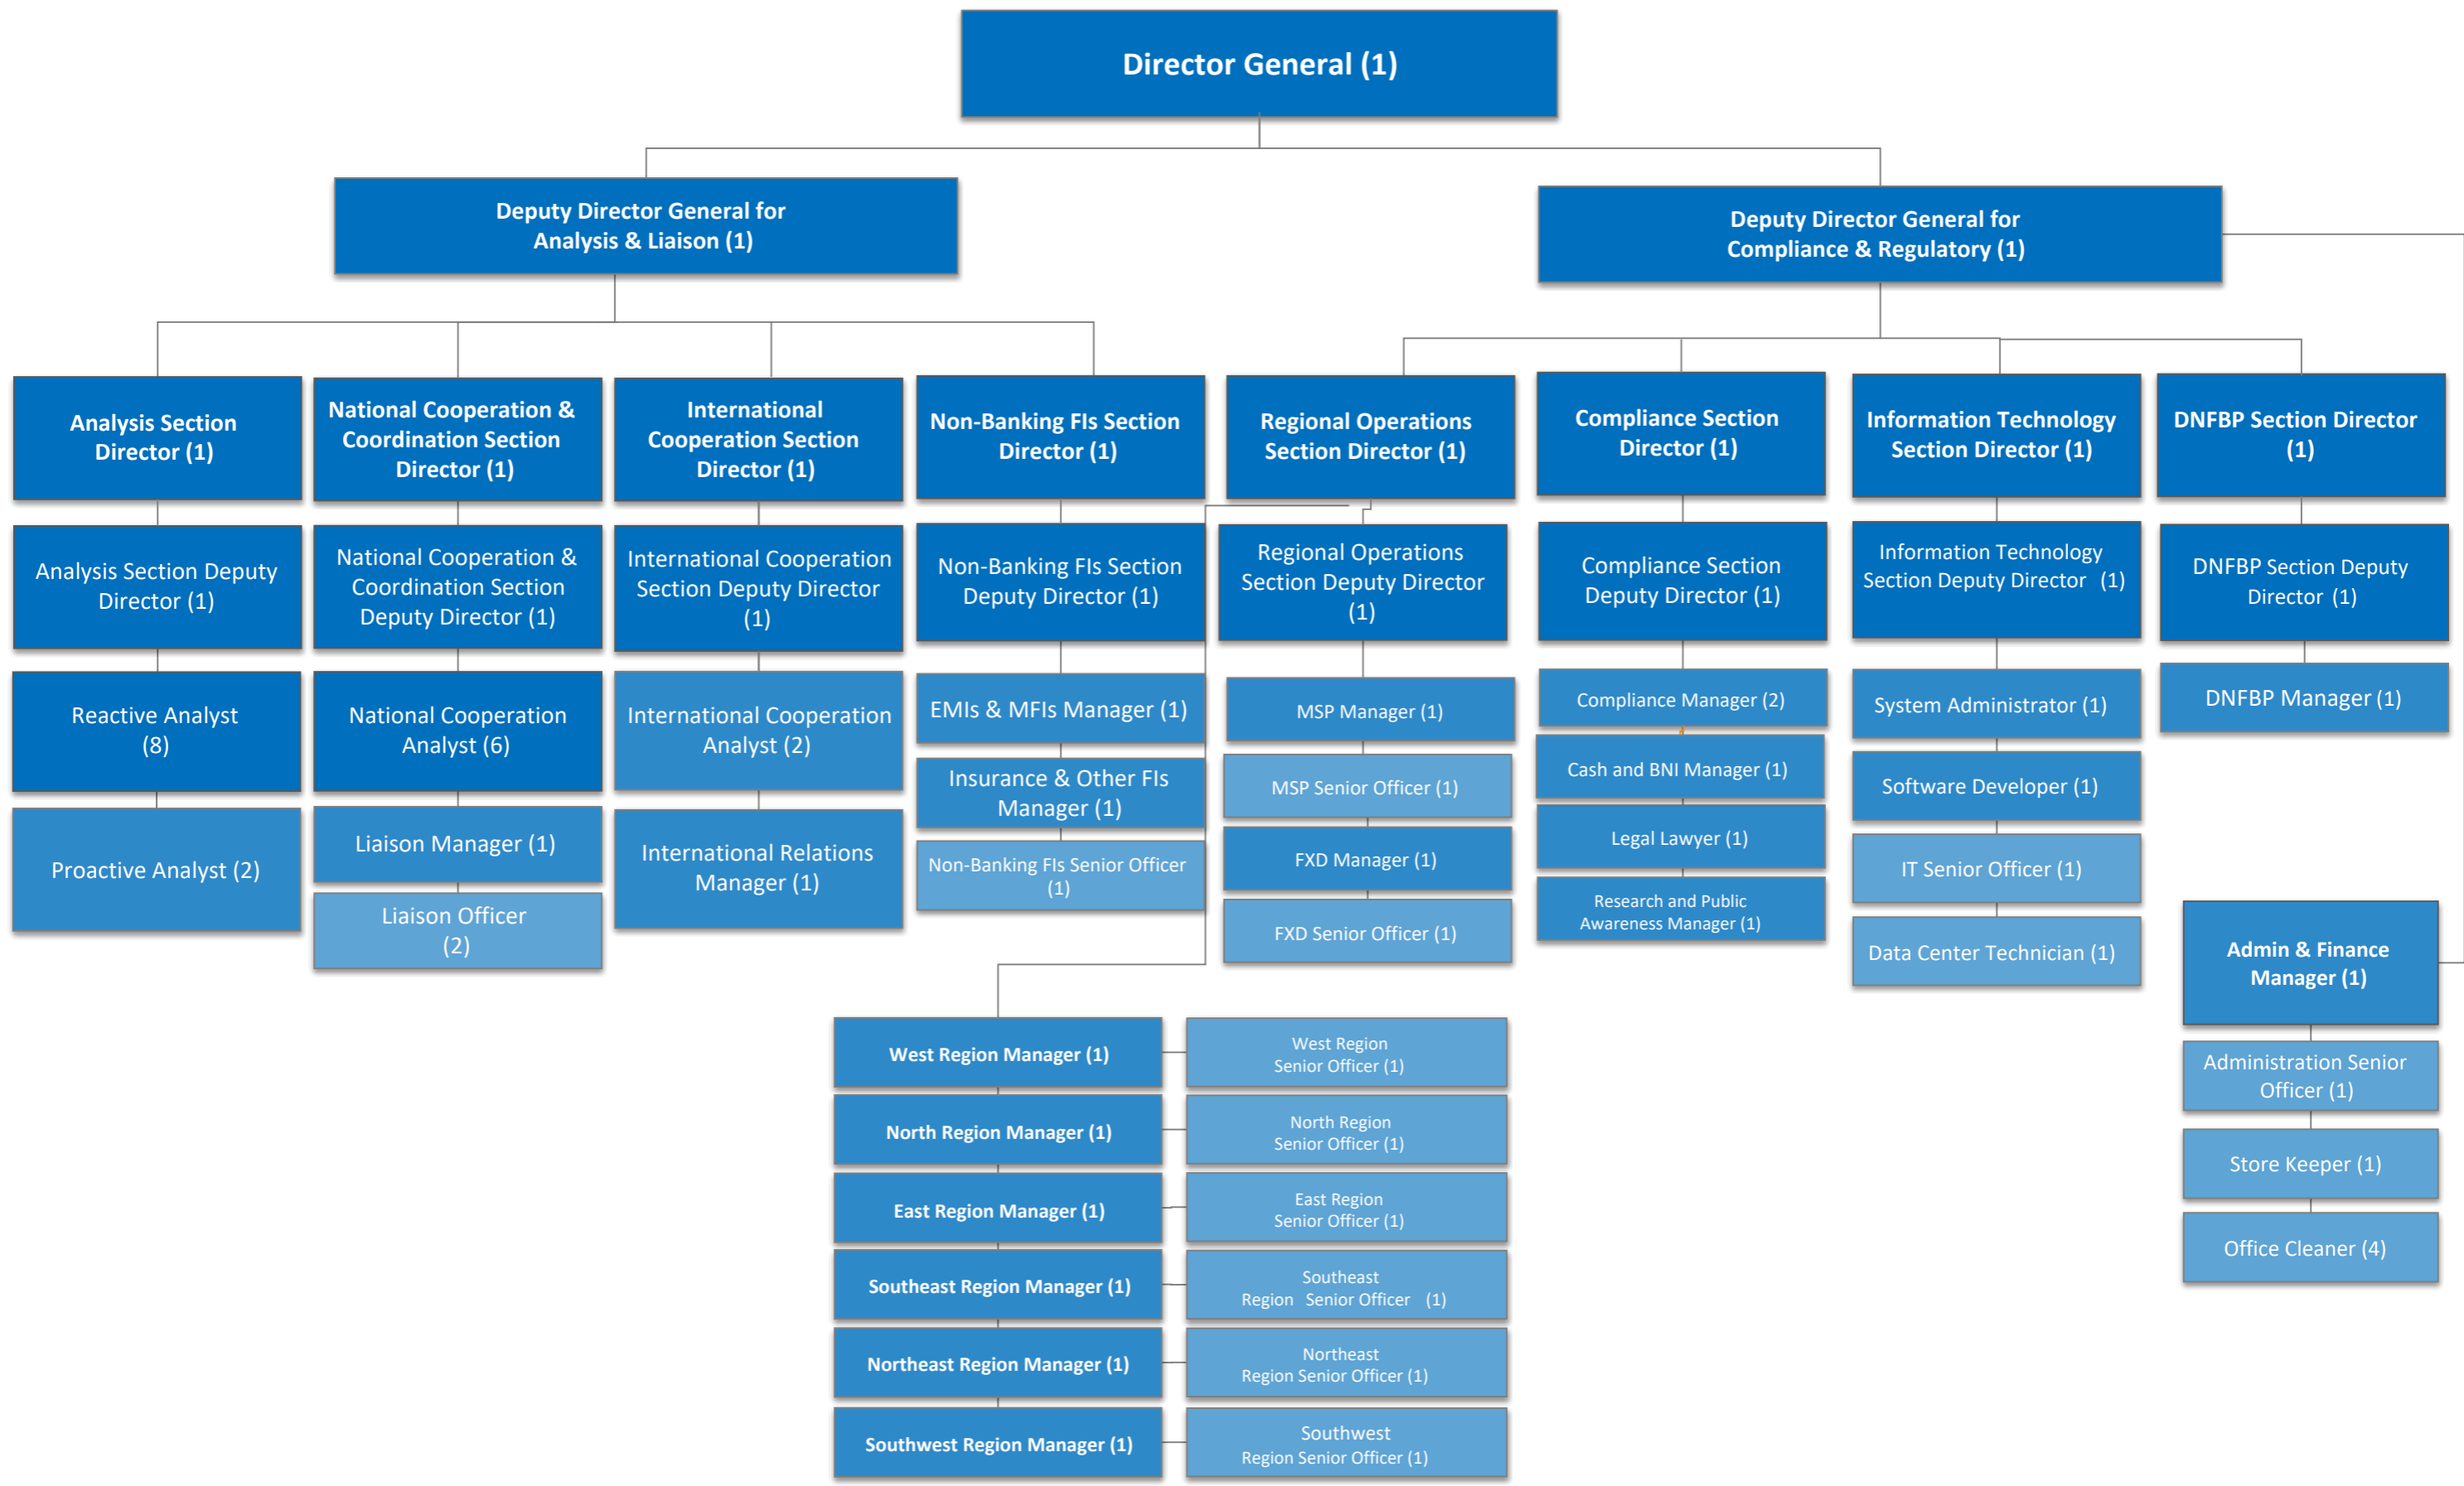 Director General (1)
Deputy Director General for
Analysis & Liaison (1)
Deputy Director General for
Compliance & Regulatory (1)
Analysis Section
Director (1)
National Cooperation &
Coordination Section
Director (1)
International
Cooperation Section
Director (1)
Non-Banking FIs Section
Director (1)
Regional Operations
Section Director (1)
Compliance Section
Director (1)
Information Technology
Section Director (1)
DNFBP Section Director
(1)
Analysis Section Deputy
Director (1)
National Cooperation &
Coordination Section
Deputy Director (1)
International Cooperation
Section Deputy Director
(1)
Non-Banking FIs Section
Deputy Director (1)
Regional Operations
Section Deputy Director
(1)
Compliance Section
Deputy Director (1)
Information Technology
Section Deputy Director (1)
DNFBP Section Deputy
Director (1)
Reactive Analyst
(8)
Proactive Analyst (2)
National Cooperation
Analyst (6)
Liaison Manager (1)
Liaison Officer
(2)
International Cooperation
Analyst (2)
International Relations
Manager (1)
EMIs & MFIs Manager (1)
Insurance & Other FIs
Manager (1)
Non-Banking FIs Senior Officer
(1)
MSP Manager (1)
MSP Senior Officer (1)
FXD Manager (1)
FXD Senior Officer (1)
Compliance Manager (2)
Cash and BNI Manager (1)
Legal Lawyer (1)
Research and Public
Awareness Manager (1)
System Administrator (1)
Software Developer (1)
IT Senior Officer (1)
Data Center Technician (1)
DNFBP Manager (1)
Admin & Finance
Manager (1)
Administration Senior
Officer (1)
Store Keeper (1)
Office Cleaner (4)
West Region Manager (1)
West Region
Senior Officer (1)
North Region Manager (1)
North Region
Senior Officer (1)
East Region Manager (1)
East Region
Senior Officer (1)
Southeast Region Manager (1)
Southeast
Region Senior Officer (1)
Northeast Region Manager (1)
Northeast
Region Senior Officer (1)
Southwest Region Manager (1)
Southwest
Region Senior Officer (1)